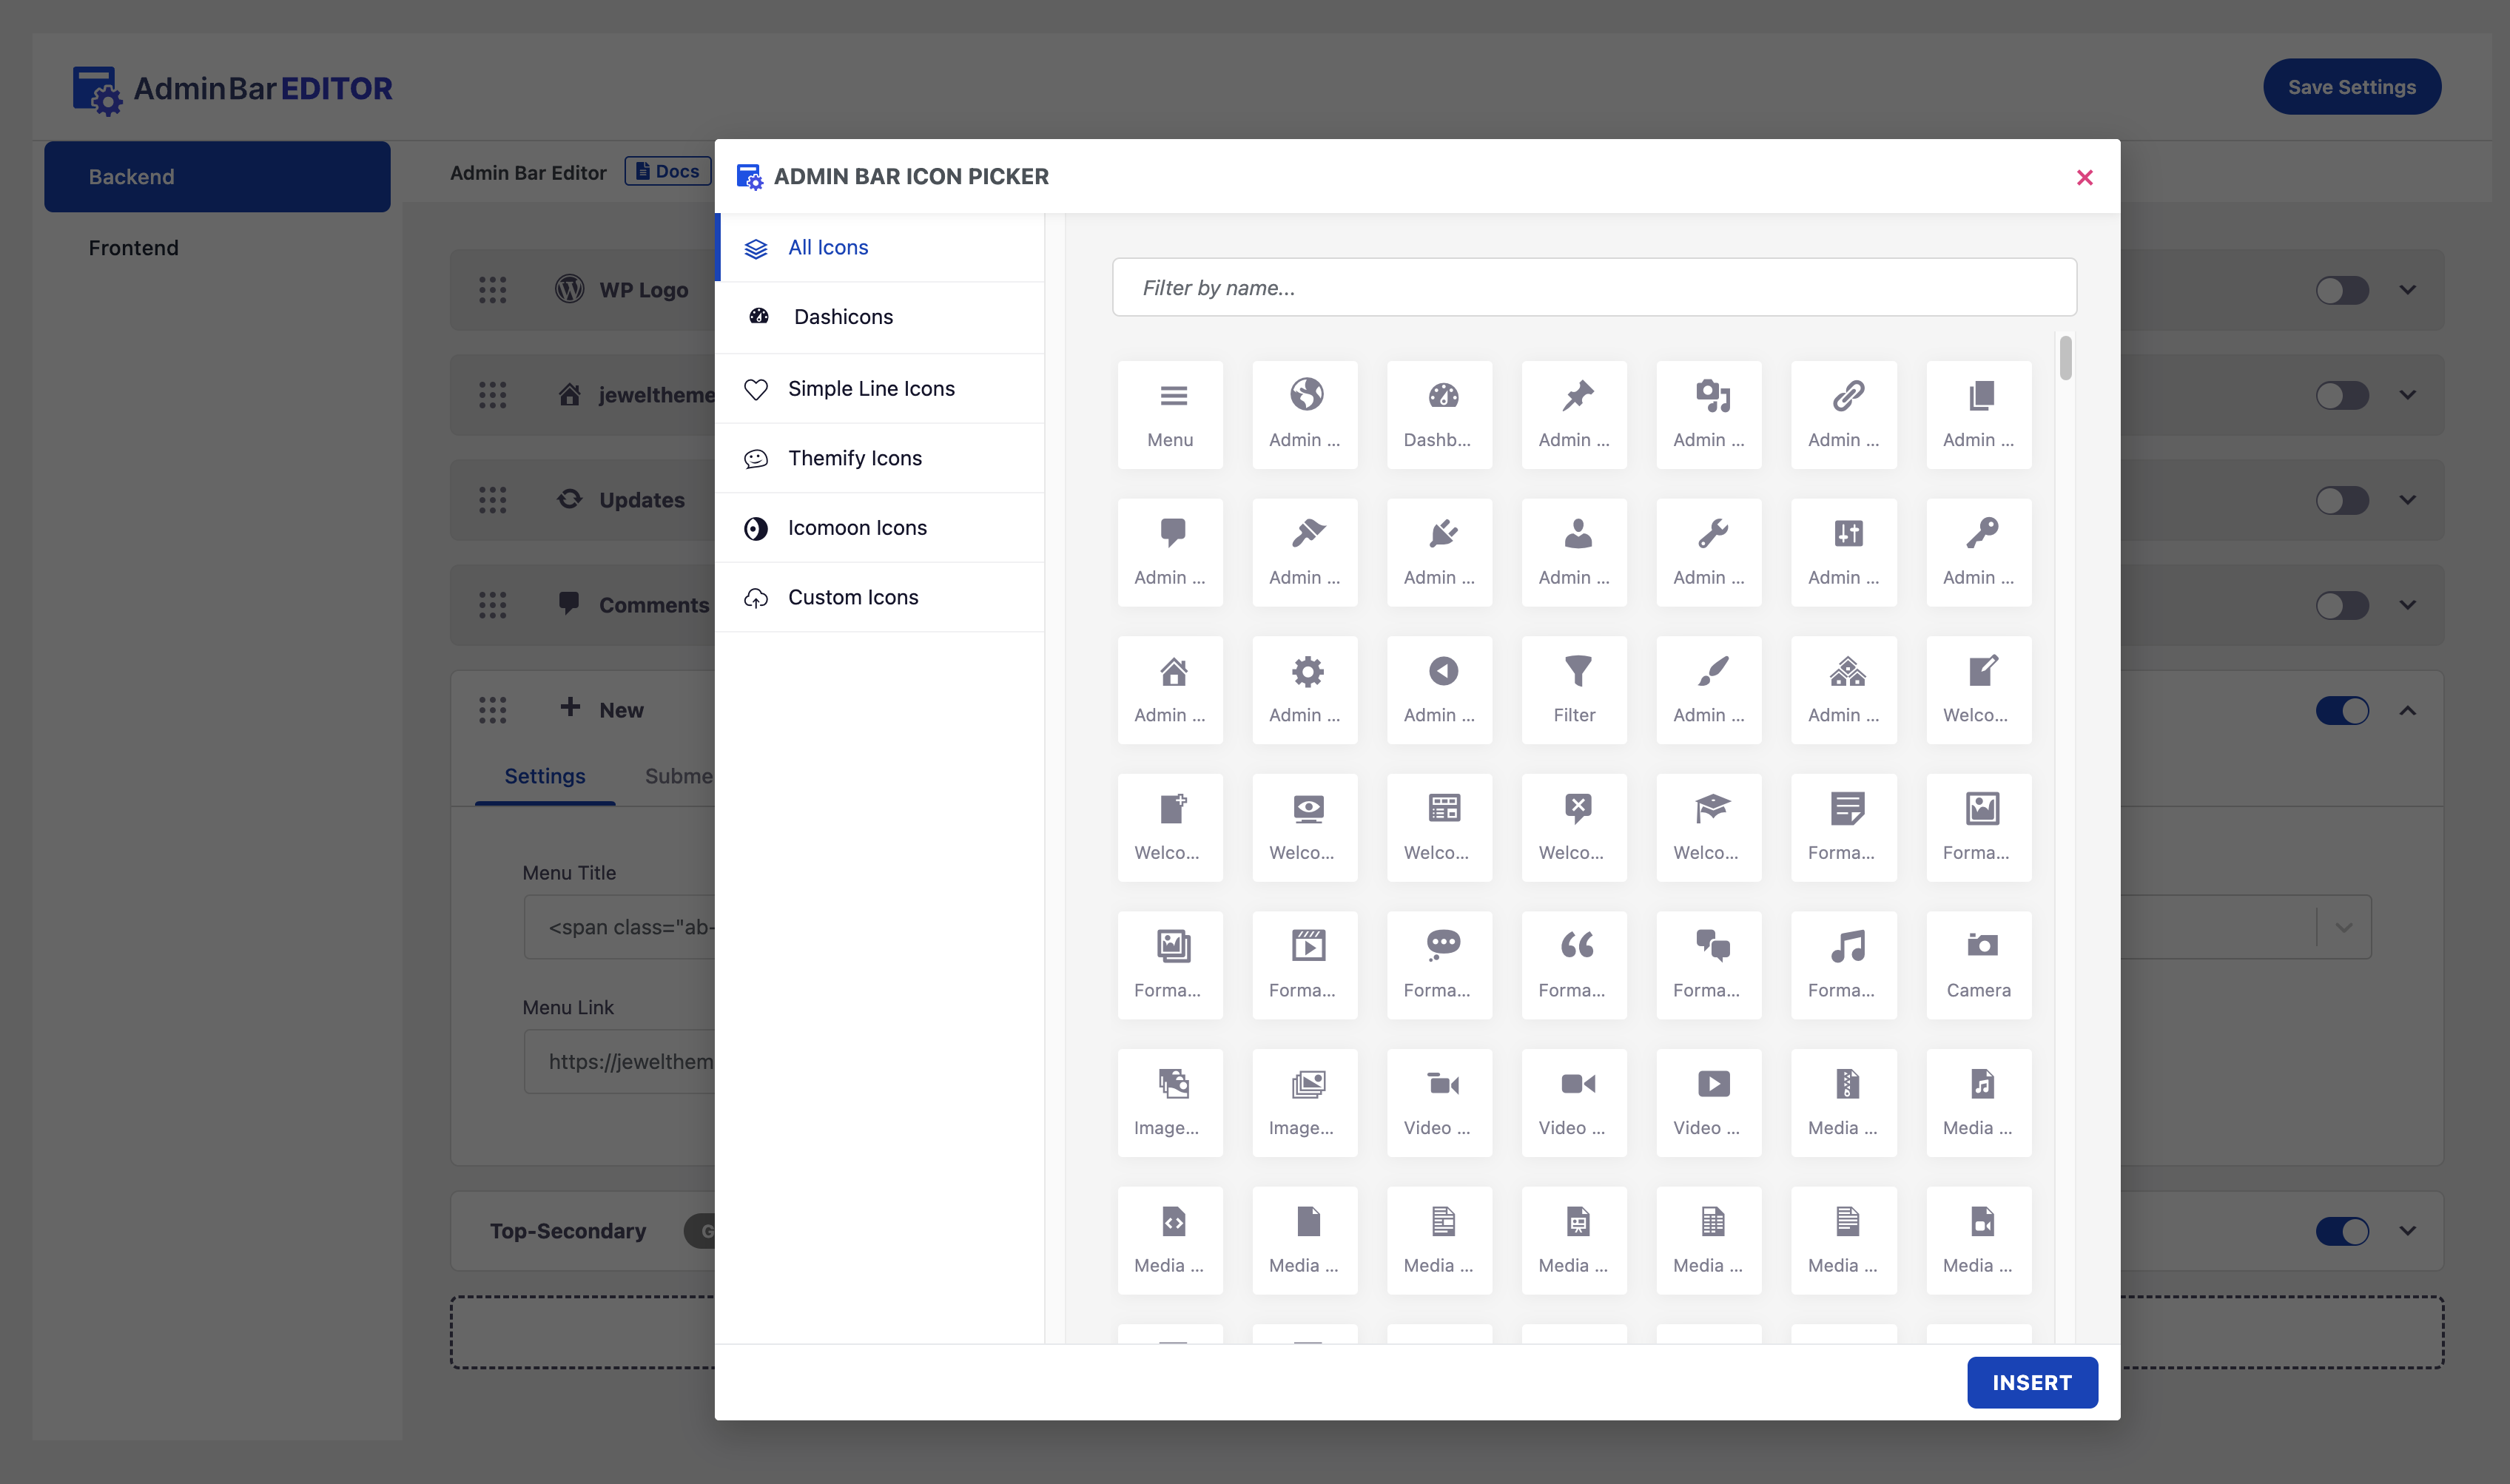 AdminBar EDITOR
Save Settings
Backend
Frontend
Admin Bar Editor
Docs
WP Logo
jeweltheme
Updates
Comments
New
Settings
Subme
Menu Title
<span class="ab-
Menu Link
https://jewelthem
Top-Secondary
G
ADMIN BAR ICON PICKER
All Icons
Dashicons
Simple Line Icons
Themify Icons
Icomoon Icons
Custom Icons
Filter by name...
Menu Admin ... Dashb... Admin ... Admin ... Admin ... Admin ...
Admin ... Admin ... Admin ... Admin ... Admin ... Admin ... Admin ...
Admin ... Admin ... Admin ... Filter Admin ... Admin ... Welco...
Welco... Welco... Welco... Welco... Welco... Forma... Forma...
Forma... Forma... Forma... Forma... Forma... Forma... Camera
Image... Image... Video ... Video ... Video ... Media ... Media ...
Media ... Media ... Media ... Media ... Media ... Media ... Media ...
INSERT